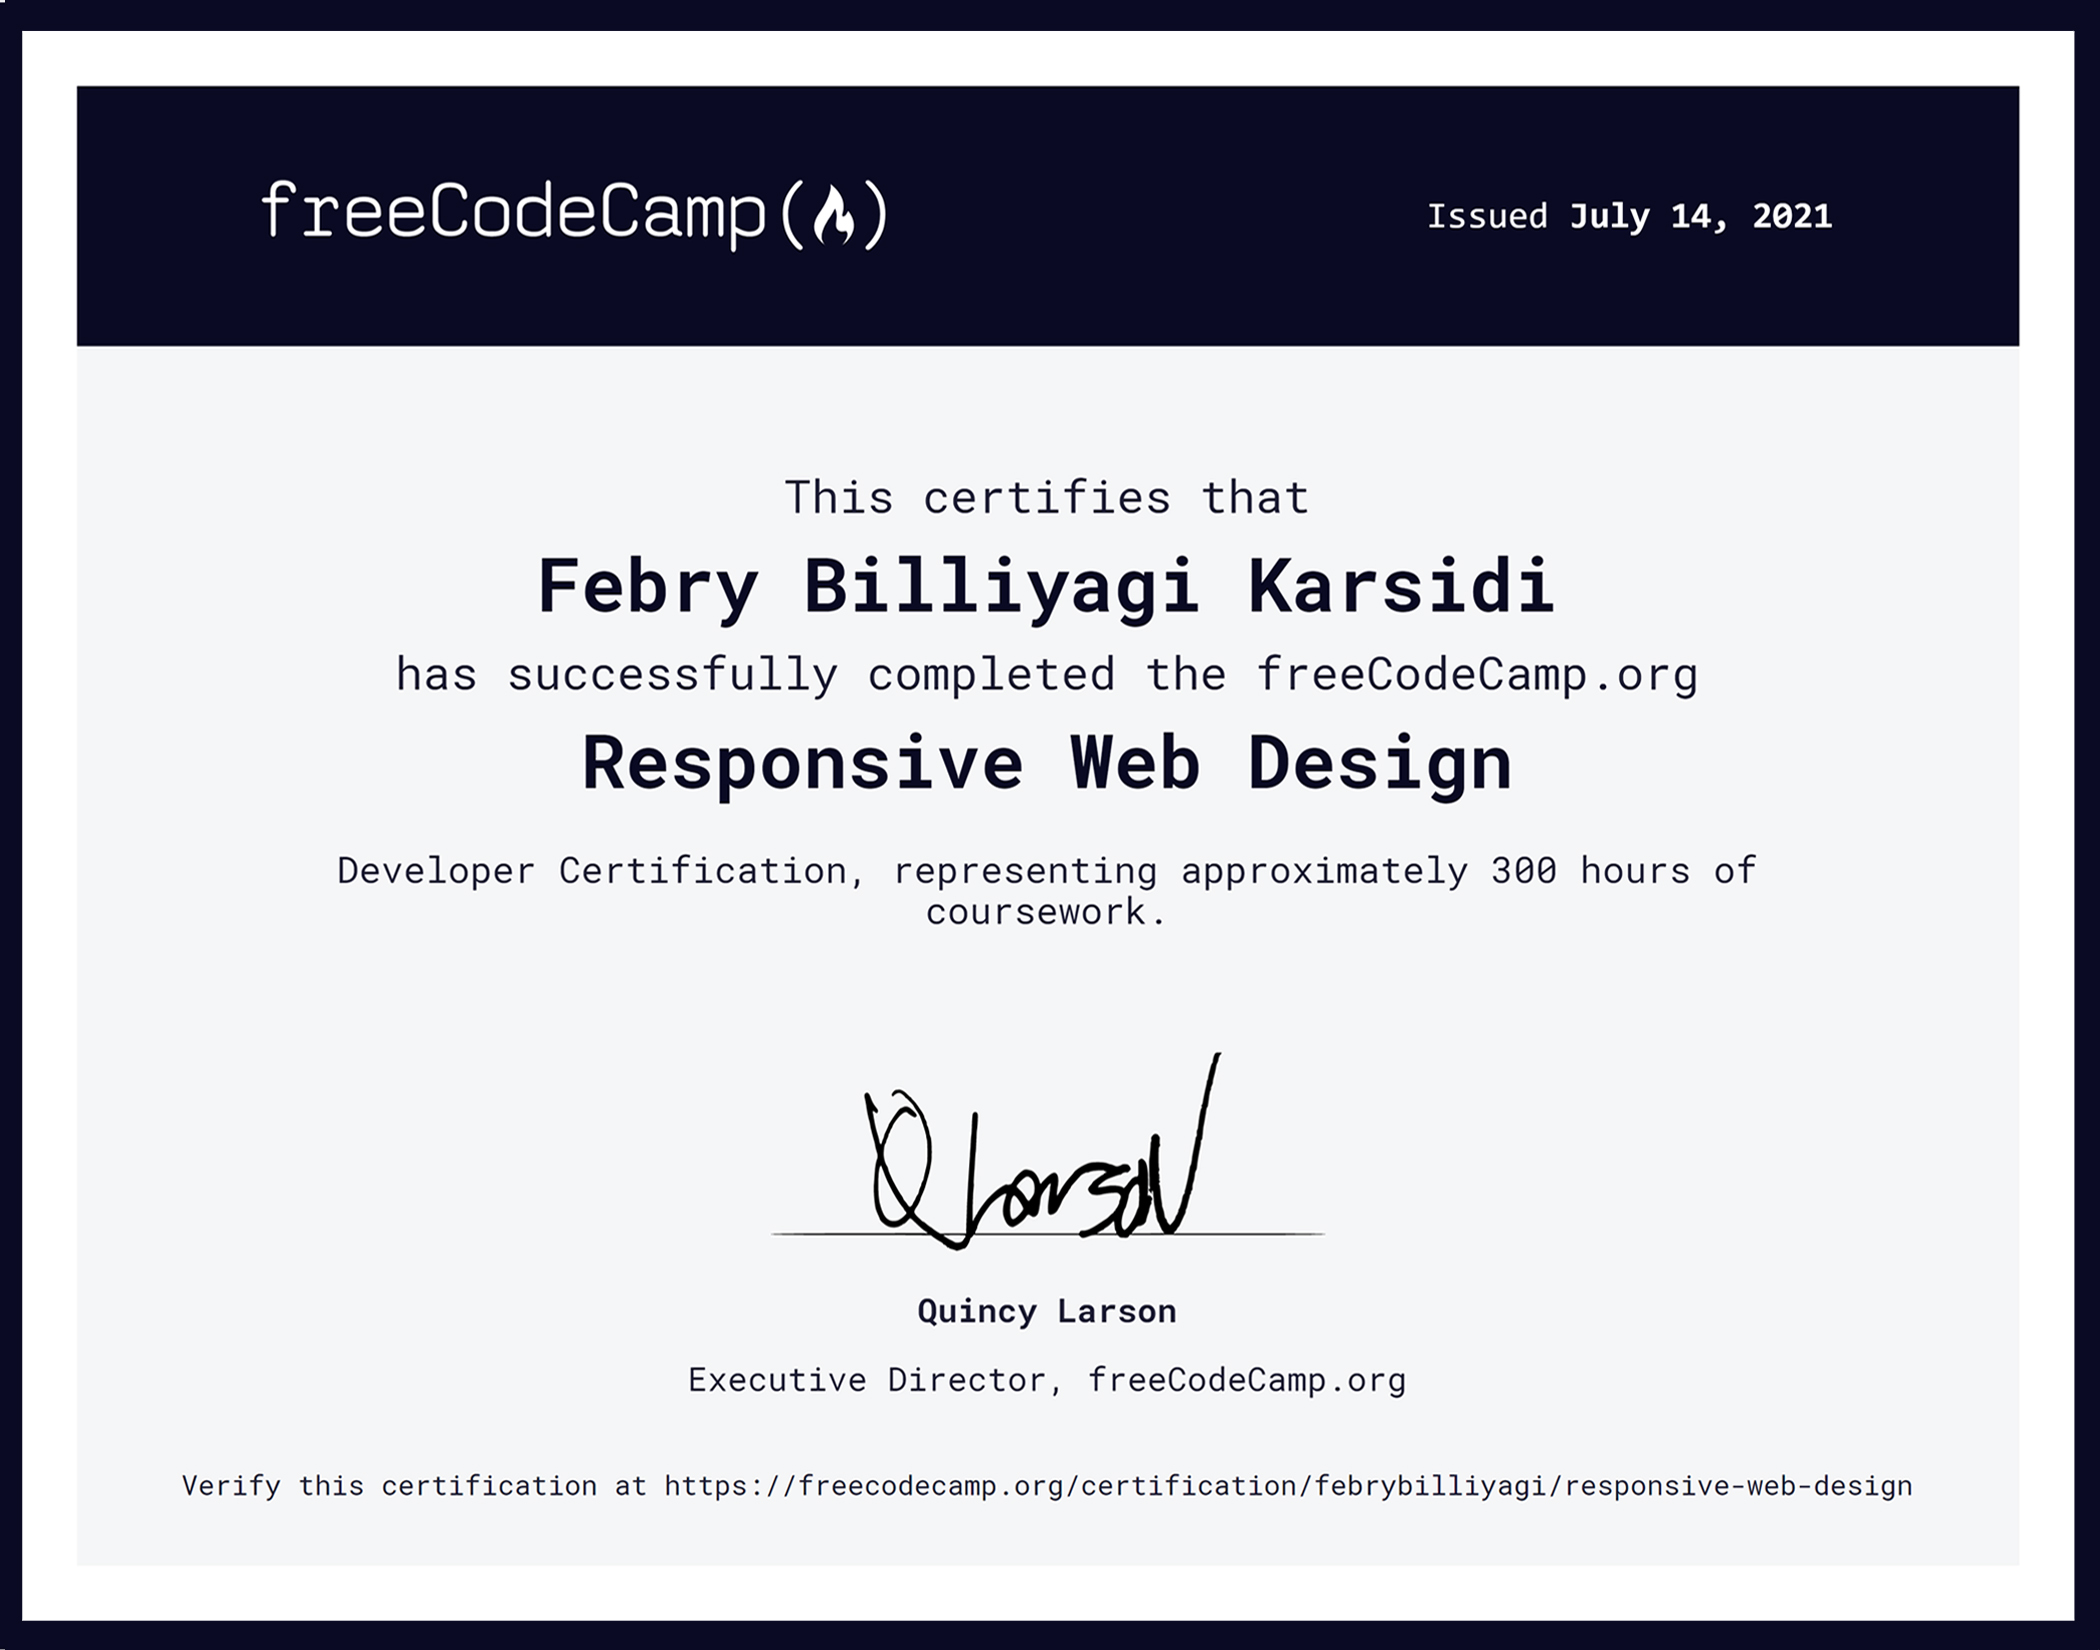 freeCodeCamp(🔥)
Issued July 14, 2021
This certifies that
Febry Billiyagi Karsidi
has successfully completed the freeCodeCamp.org
Responsive Web Design
Developer Certification, representing approximately 300 hours of
coursework.
QLarson
Quincy Larson
Executive Director, freeCodeCamp.org
Verify this certification at https://freecodecamp.org/certification/febrybilliyagi/responsive-web-design